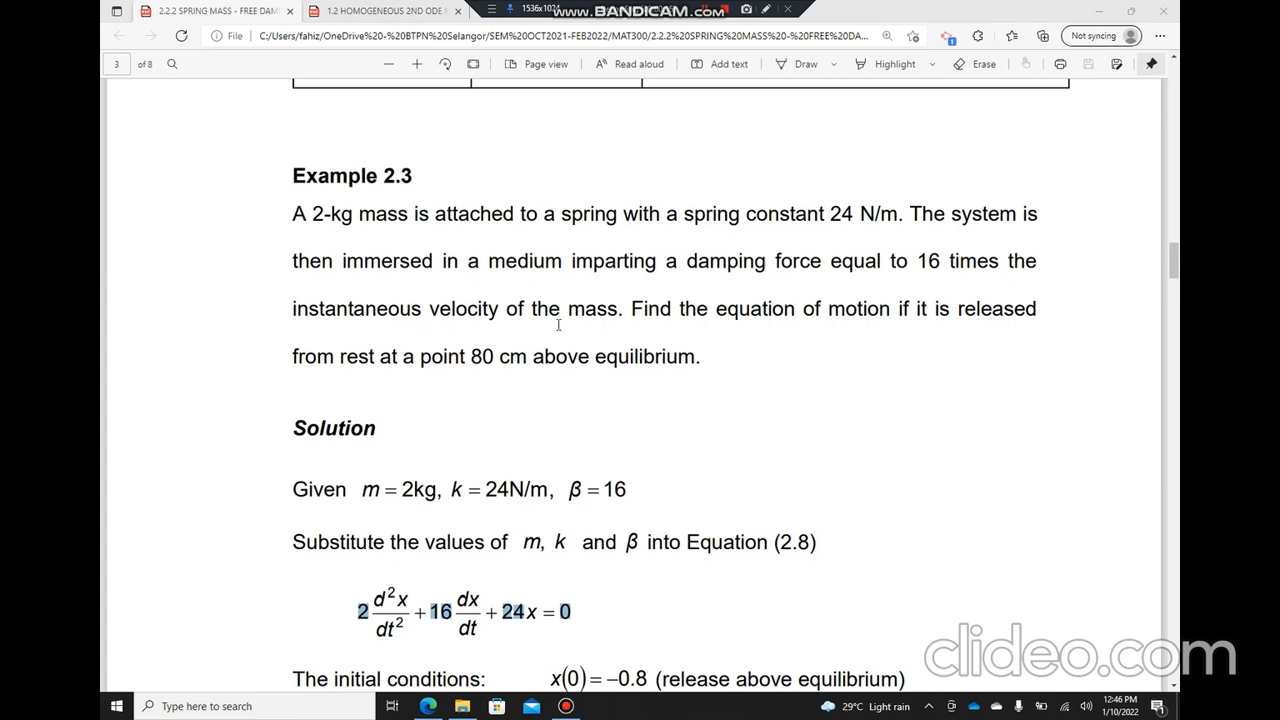 2.2.2 SPRING MASS - FREE DAM
1.2 HOMOGENEOUS 2ND ODE M
1536x1024
www.BANDICAM.com
File
C:/Users/fahiz/OneDrive%20-%20BTPN%20Selangor/SEM%20OCT2021-FEB2022/MAT300/2.2.2%20SPRING%20MASS%20-%20FREE%20DA...
Not syncing
3 of 8
Page view
Read aloud
Add text
Draw
Highlight
Erase
Example 2.3
A 2-kg mass is attached to a spring with a spring constant 24 N/m. The system is
then immersed in a medium imparting a damping force equal to 16 times the
instantaneous velocity of the mass. Find the equation of motion if it is released
from rest at a point 80 cm above equilibrium.
Solution
Given m = 2kg, k = 24N/m, β = 16
Substitute the values of m, k and β into Equation (2.8)
2 d²x/dt² + 16 dx/dt + 24x = 0
The initial conditions: x(0) = −0.8 (release above equilibrium)
clideo.com
Type here to search
29°C Light rain
12:46 PM
1/10/2022